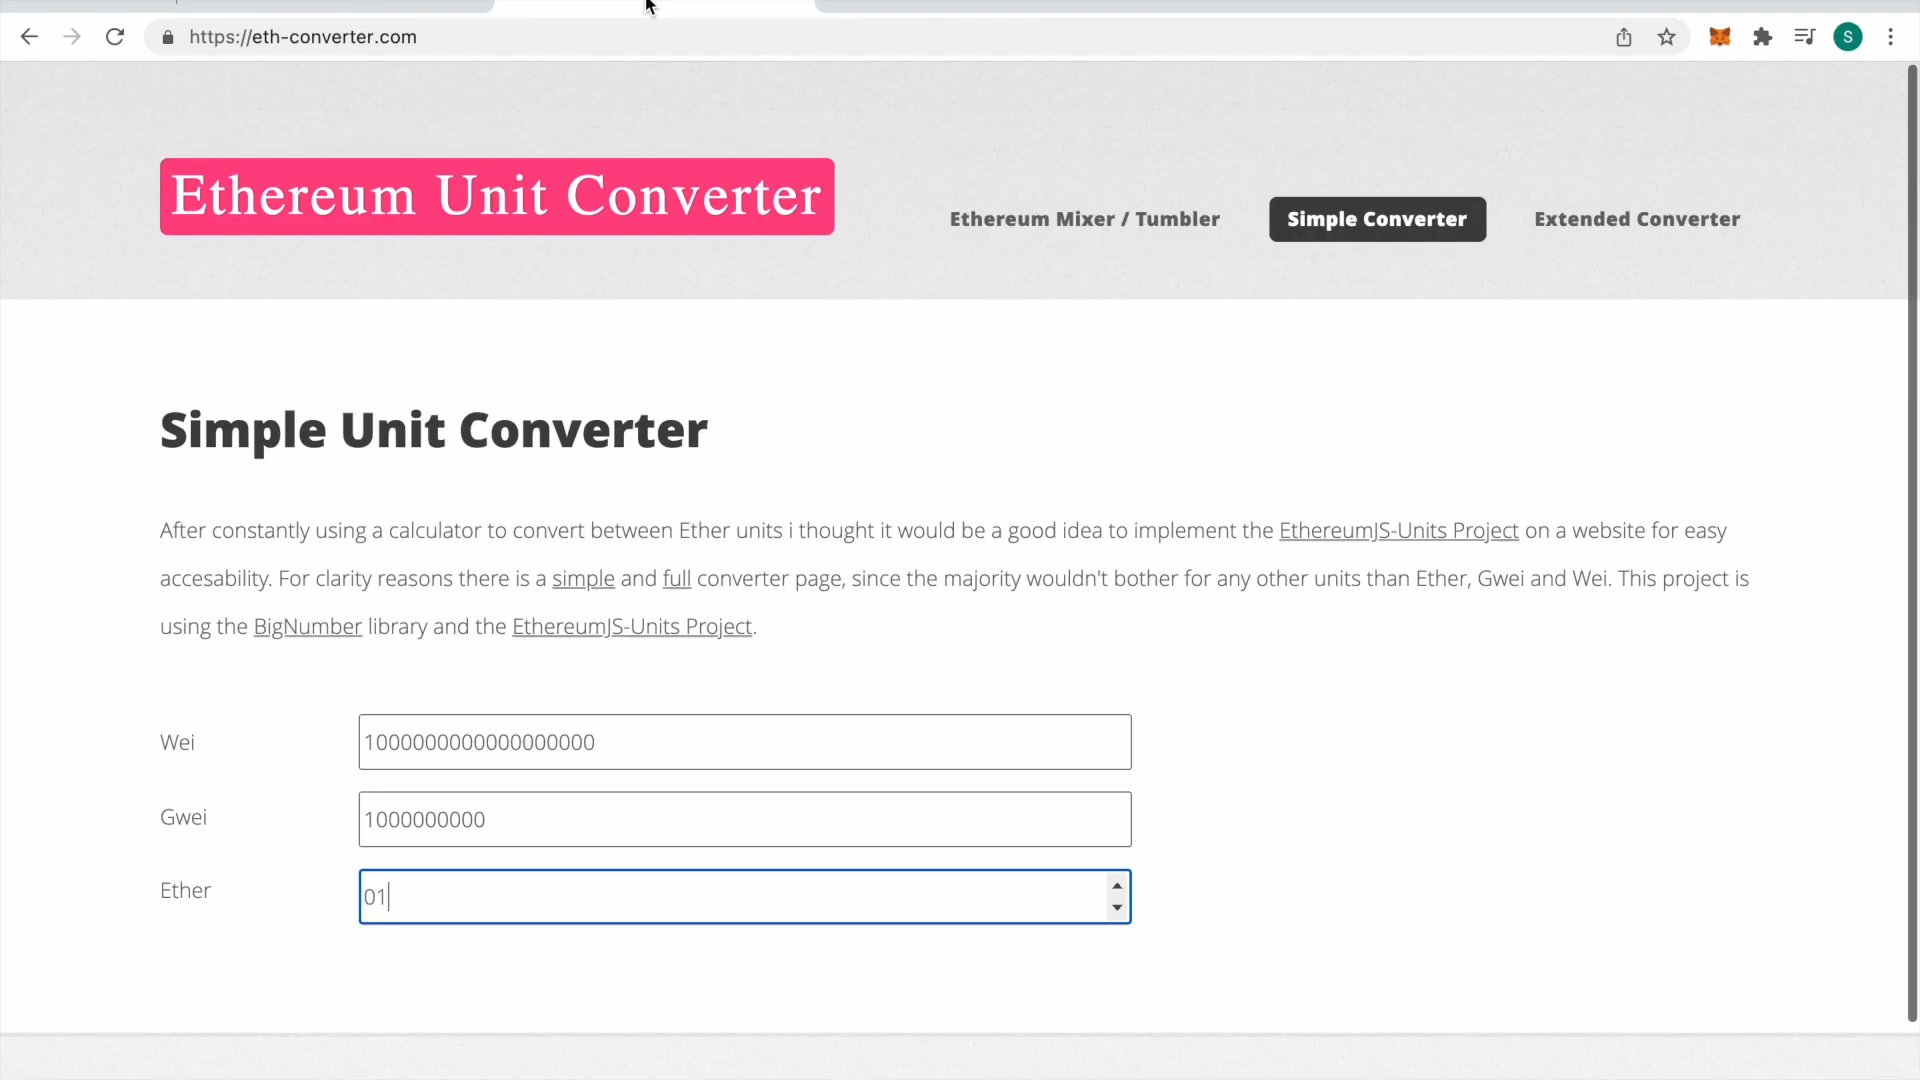 https://eth-converter.com
S
Ethereum Unit Converter
Ethereum Mixer / Tumbler
Simple Converter
Extended Converter
Simple Unit Converter
After constantly using a calculator to convert between Ether units i thought it would be a good idea to implement the EthereumJS-Units Project on a website for easy
accesability. For clarity reasons there is a simple and full converter page, since the majority wouldn't bother for any other units than Ether, Gwei and Wei. This project is
using the BigNumber library and the EthereumJS-Units Project.
Wei
1000000000000000000
Gwei
1000000000
Ether
01